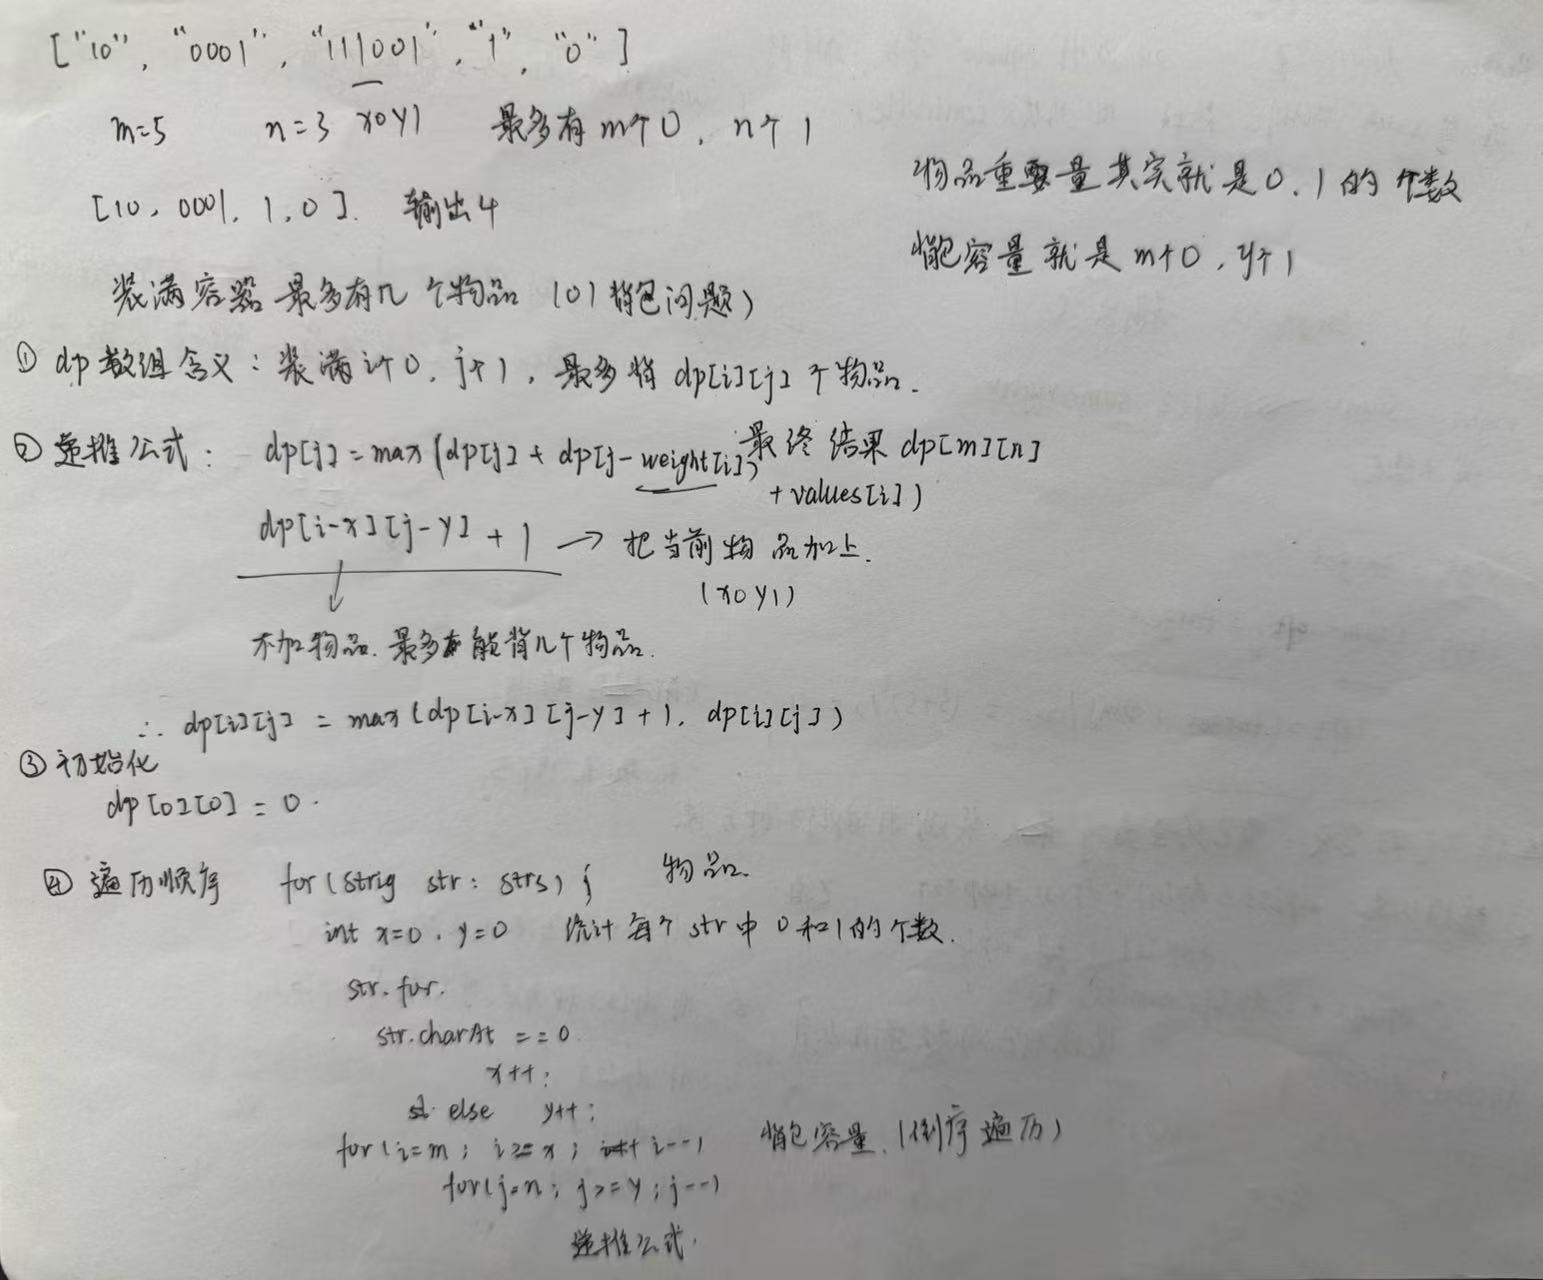 ["10", "0001", "111001", "1", "0"]
m=5 n=3 x0y1 最多有m个0, n个1
物品重量其实就是0, 1的个数
[10, 0001, 1, 0]. 输出4
背包容量就是m个0, y个1
装满容器 最多有几个物品 (01背包问题)
① dp数组含义: 装满i个0, j个1, 最多背dp[i][j]个物品.
② 递推公式: dp[j] = max(dp[j] + dp[j-weight[i]) 最终结果 dp[m][n]
+ values[i])
dp[i-x][j-y] + 1 → 把当前物品加上.
(x0y1)
不加物品. 最多能背几个物品.
∴ dp[i][j] = max(dp[i-x][j-y]+1, dp[i][j])
③ 初始化
dp[0][0] = 0.
④ 遍历顺序 for(Strig str: strs) { 物品.
int x=0, y=0 统计每个str中0和1的个数.
str.for.
str.charAt == 0
x++;
else y++;
for(i=m; i>=x; i--) 背包容量. (倒序遍历)
for(j=n; j>=y; j--)
递推公式.